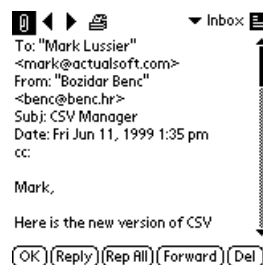 Inbox
To: "Mark Lussier"
<mark@actualsoft.com>
From: "Bozidar Benc"
<benc@benc.hr>
Subj: CSV Manager
Date: Fri Jun 11, 1999 1:35 pm
cc:
Mark,
Here is the new version of CSV
OK Reply Rep All Forward Del